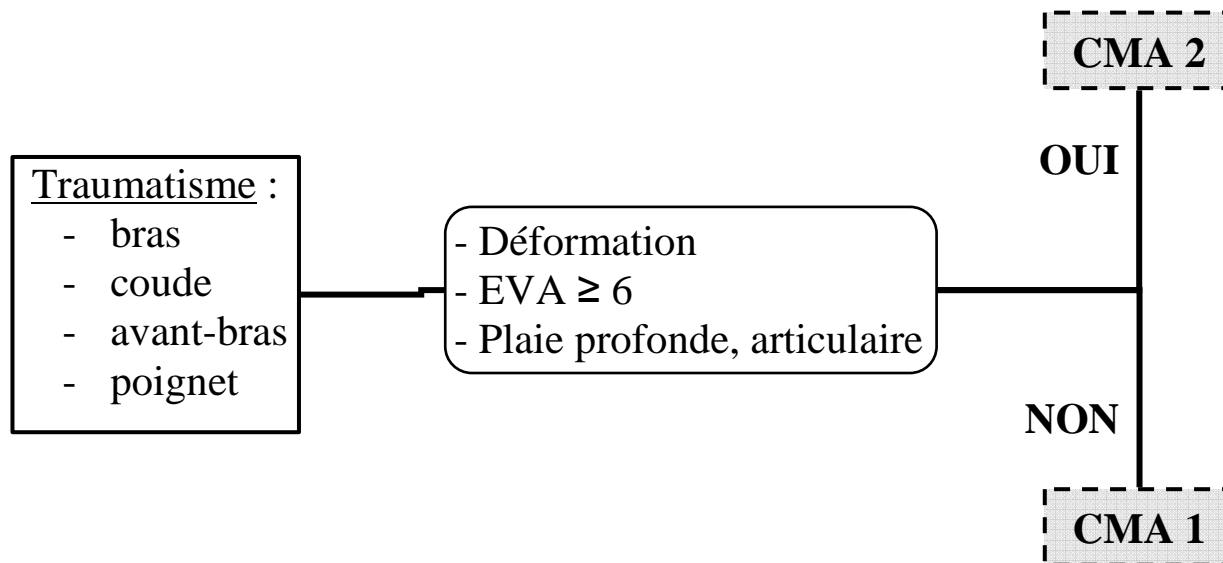 CMA 2
OUI
Traumatisme :
- bras
- coude
- avant-bras
- poignet
- Déformation
- EVA ≥ 6
- Plaie profonde, articulaire
NON
CMA 1